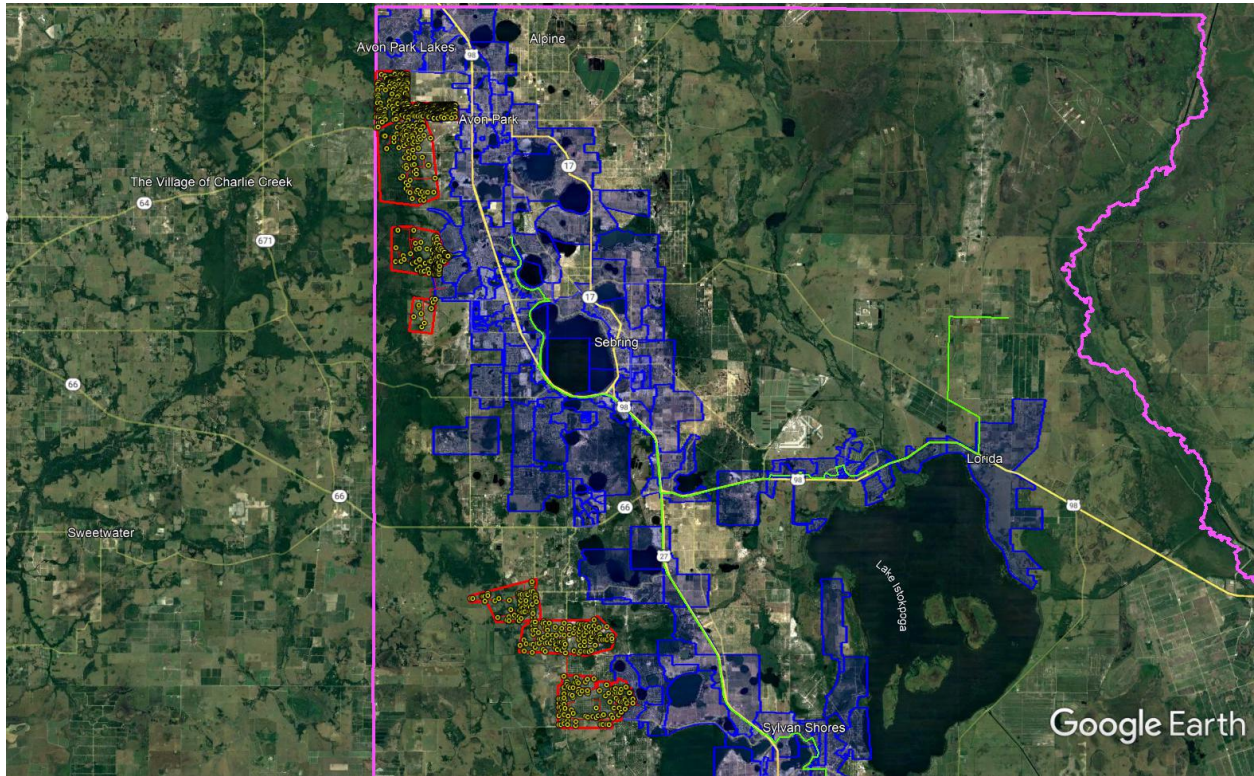 Alpine
Avon Park Lakes
98
Avon Park
17
The Village of Charlie Creek
64
671
17
Sebring
66
98
Lorida
98
66
66
98
Sweetwater
27
Lake Istokpoga
Sylvan Shores
Google Earth